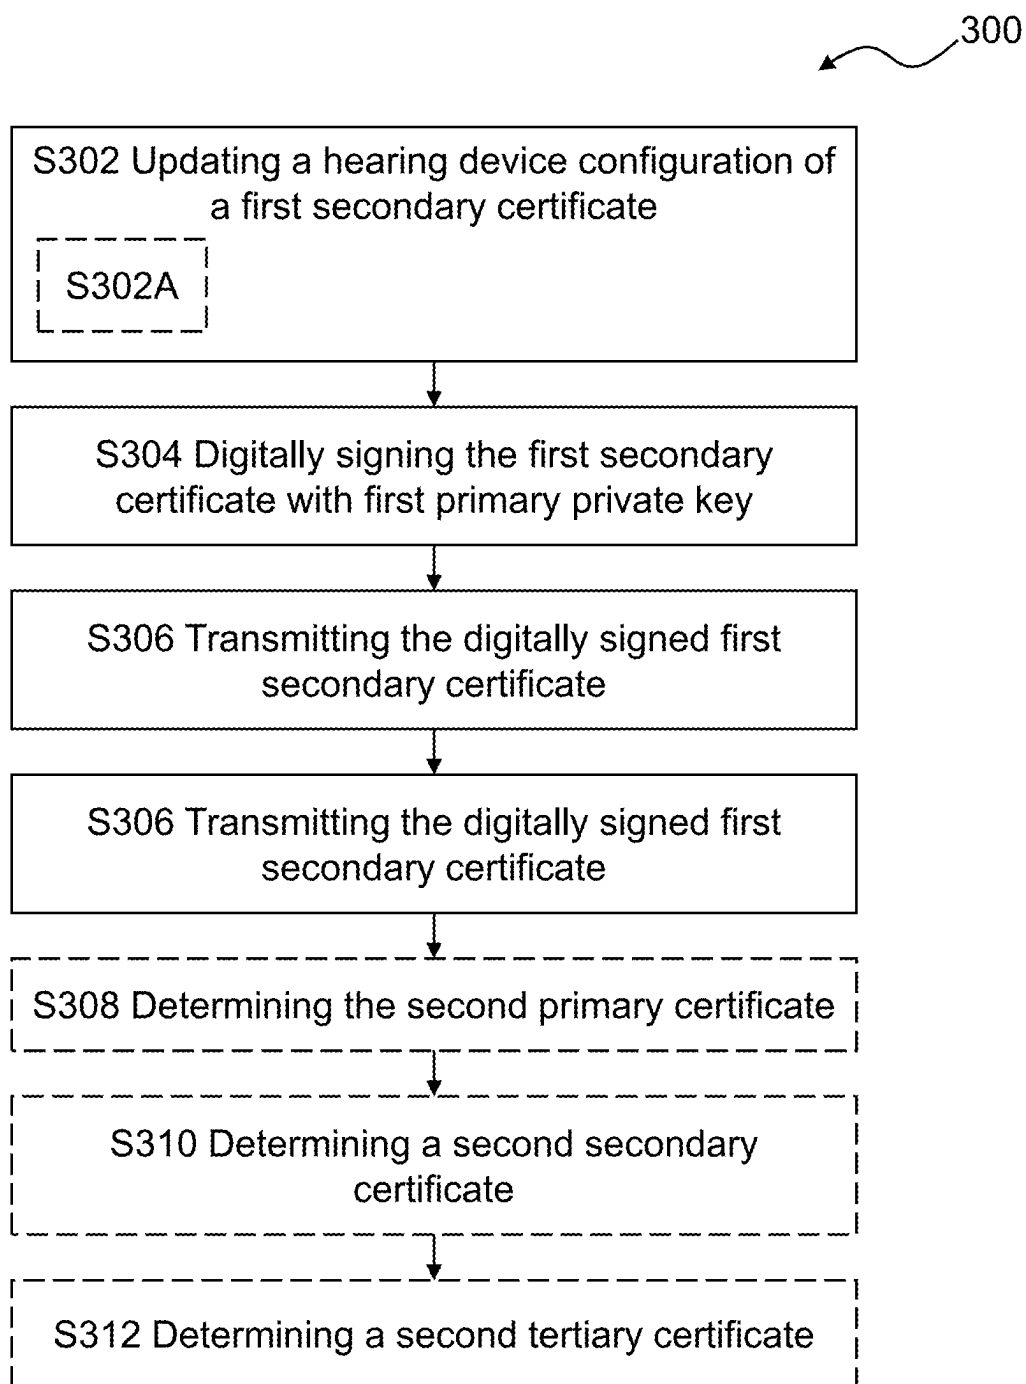 300
S302 Updating a hearing device configuration of
a first secondary certificate
S302A
S304 Digitally signing the first secondary
certificate with first primary private key
S306 Transmitting the digitally signed first
secondary certificate
S306 Transmitting the digitally signed first
secondary certificate
S308 Determining the second primary certificate
S310 Determining a second secondary
certificate
S312 Determining a second tertiary certificate